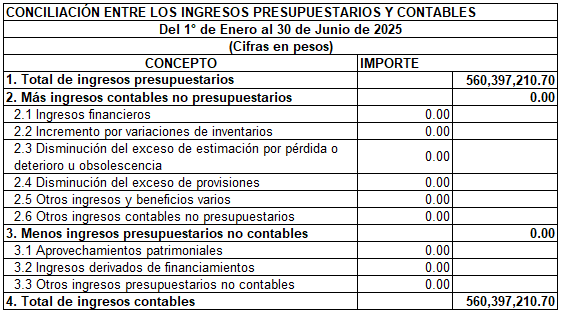 CONCILIACIÓN ENTRE LOS INGRESOS PRESUPUESTARIOS Y CONTABLES
Del 1° de Enero al 30 de Junio de 2025
(Cifras en pesos)
CONCEPTO IMPORTE
1. Total de ingresos presupuestarios 560,397,210.70
2. Más ingresos contables no presupuestarios 0.00
2.1 Ingresos financieros 0.00
2.2 Incremento por variaciones de inventarios 0.00
2.3 Disminución del exceso de estimación por pérdida o
deterioro u obsolescencia 0.00
2.4 Disminución del exceso de provisiones 0.00
2.5 Otros ingresos y beneficios varios 0.00
2.6 Otros ingresos contables no presupuestarios 0.00
3. Menos ingresos presupuestarios no contables 0.00
3.1 Aprovechamientos patrimoniales 0.00
3.2 Ingresos derivados de financiamientos 0.00
3.3 Otros ingresos presupuestarios no contables 0.00
4. Total de ingresos contables 560,397,210.70